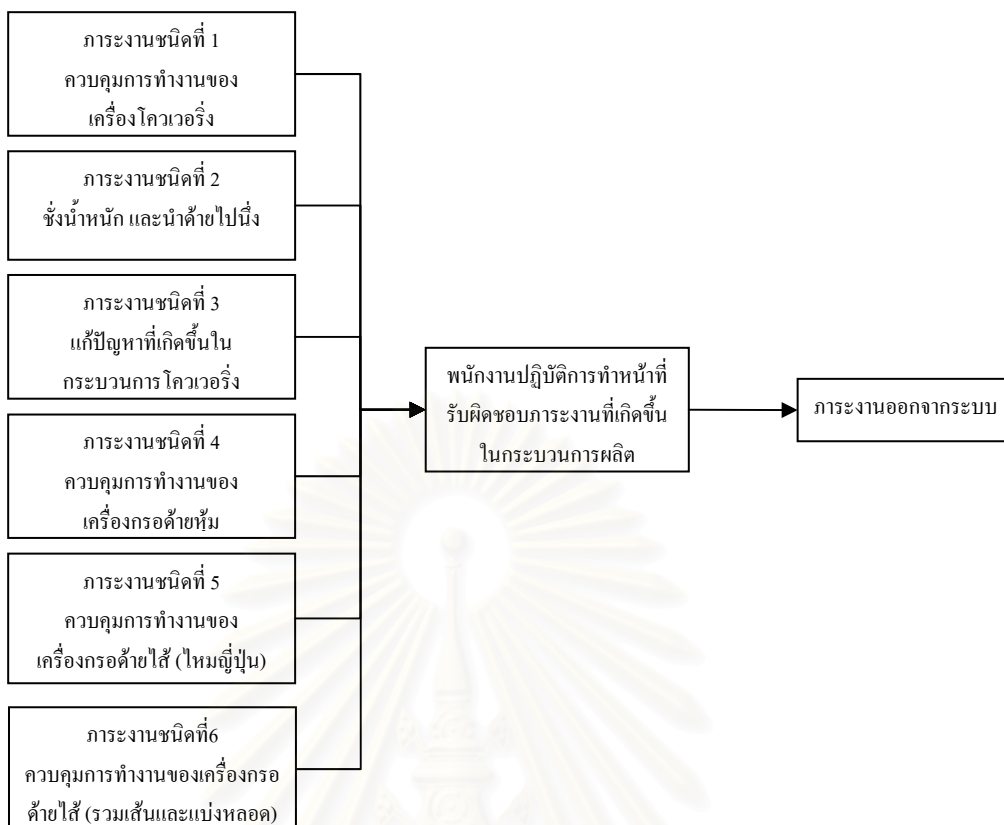 ภาระงานชนิดที่ 1
ควบคุมการทำงานของ
เครื่องโควเวอริ่ง
ภาระงานชนิดที่ 2
ชั่งน้ำหนัก และนำด้ายไปนึ่ง
ภาระงานชนิดที่ 3
แก้ปัญหาที่เกิดขึ้นใน
กระบวนการโควเวอริ่ง
ภาระงานชนิดที่ 4
ควบคุมการทำงานของ
เครื่องกรอด้ายหุ้ม
ภาระงานชนิดที่ 5
ควบคุมการทำงานของ
เครื่องกรอด้ายไส้ (ไหมญี่ปุ่น)
ภาระงานชนิดที่6
ควบคุมการทำงานของเครื่องกรอ
ด้ายไส้ (รวมเส้นและแบ่งหลอด)
พนักงานปฏิบัติการทำหน้าที่
รับผิดชอบภาระงานที่เกิดขึ้น
ในกระบวนการผลิต
ภาระงานออกจากระบบ